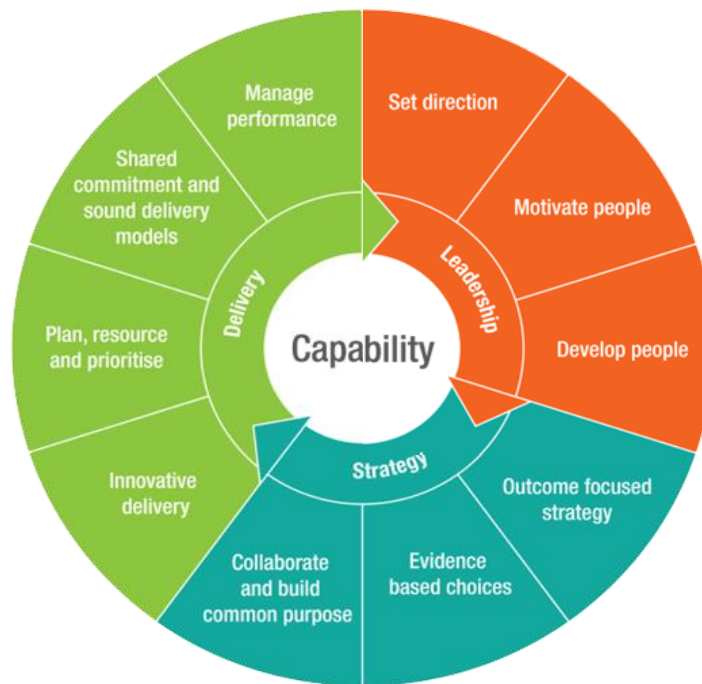 Manage
performance
Set direction
Shared
commitment and
sound delivery
models
Motivate people
Delivery
Leadership
Plan, resource
and prioritise
Capability
Develop people
Innovative
delivery
Strategy
Outcome focused
strategy
Collaborate
and build
common purpose
Evidence
based choices